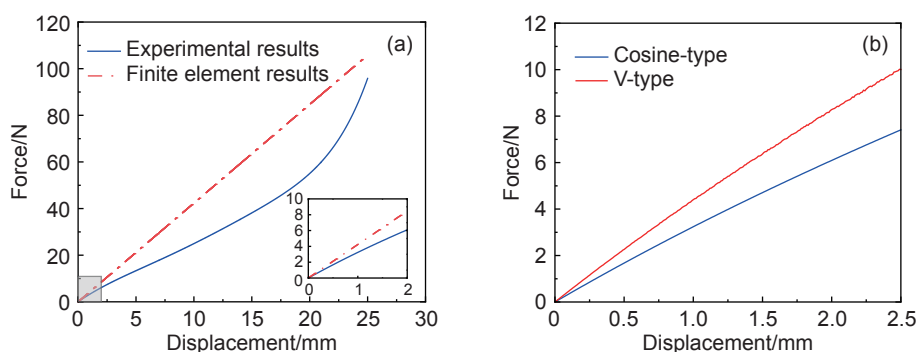 (a)
Experimental results
Finite element results
Force/N
120
100
80
60
40
20
0
0 5 10 15 20 25 30
Displacement/mm
10
8
6
4
2
0
0 1 2
(b)
Cosine-type
V-type
Force/N
12
10
8
6
4
2
0
0 0.5 1.0 1.5 2.0 2.5
Displacement/mm